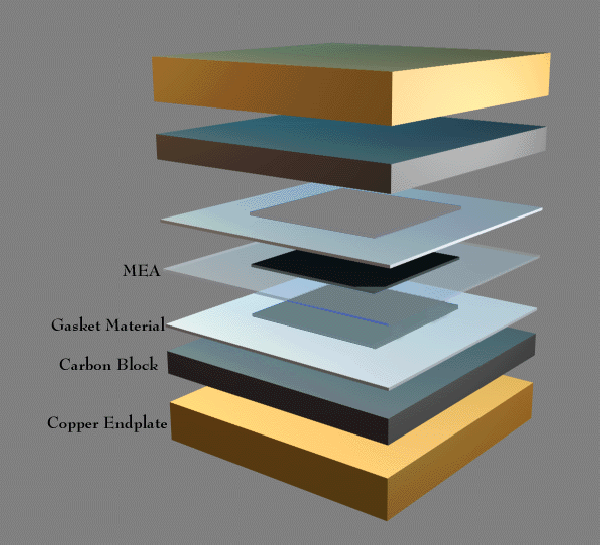 MEA
Gasket Material
Carbon Block
Copper Endplate